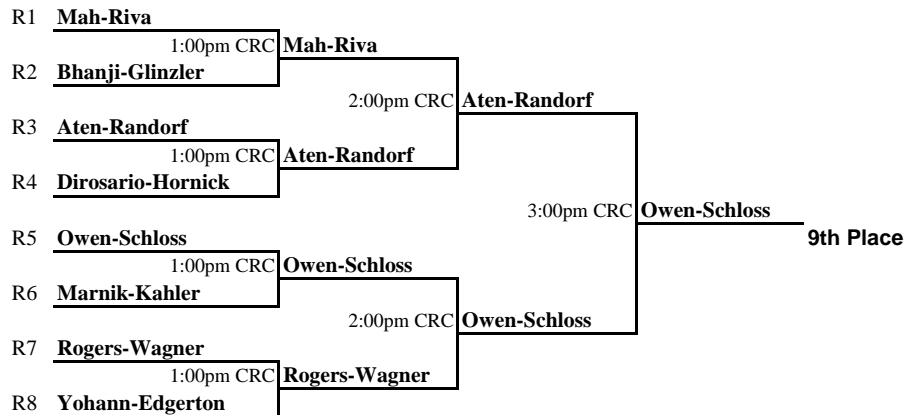 R1 Mah-Riva
1:00pm CRC Mah-Riva
R2 Bhanji-Glinzler
2:00pm CRC Aten-Randorf
R3 Aten-Randorf
1:00pm CRC Aten-Randorf
R4 Dirosario-Hornick
3:00pm CRC Owen-Schloss
9th Place
R5 Owen-Schloss
1:00pm CRC Owen-Schloss
R6 Marnik-Kahler
2:00pm CRC Owen-Schloss
R7 Rogers-Wagner
1:00pm CRC Rogers-Wagner
R8 Yohann-Edgerton